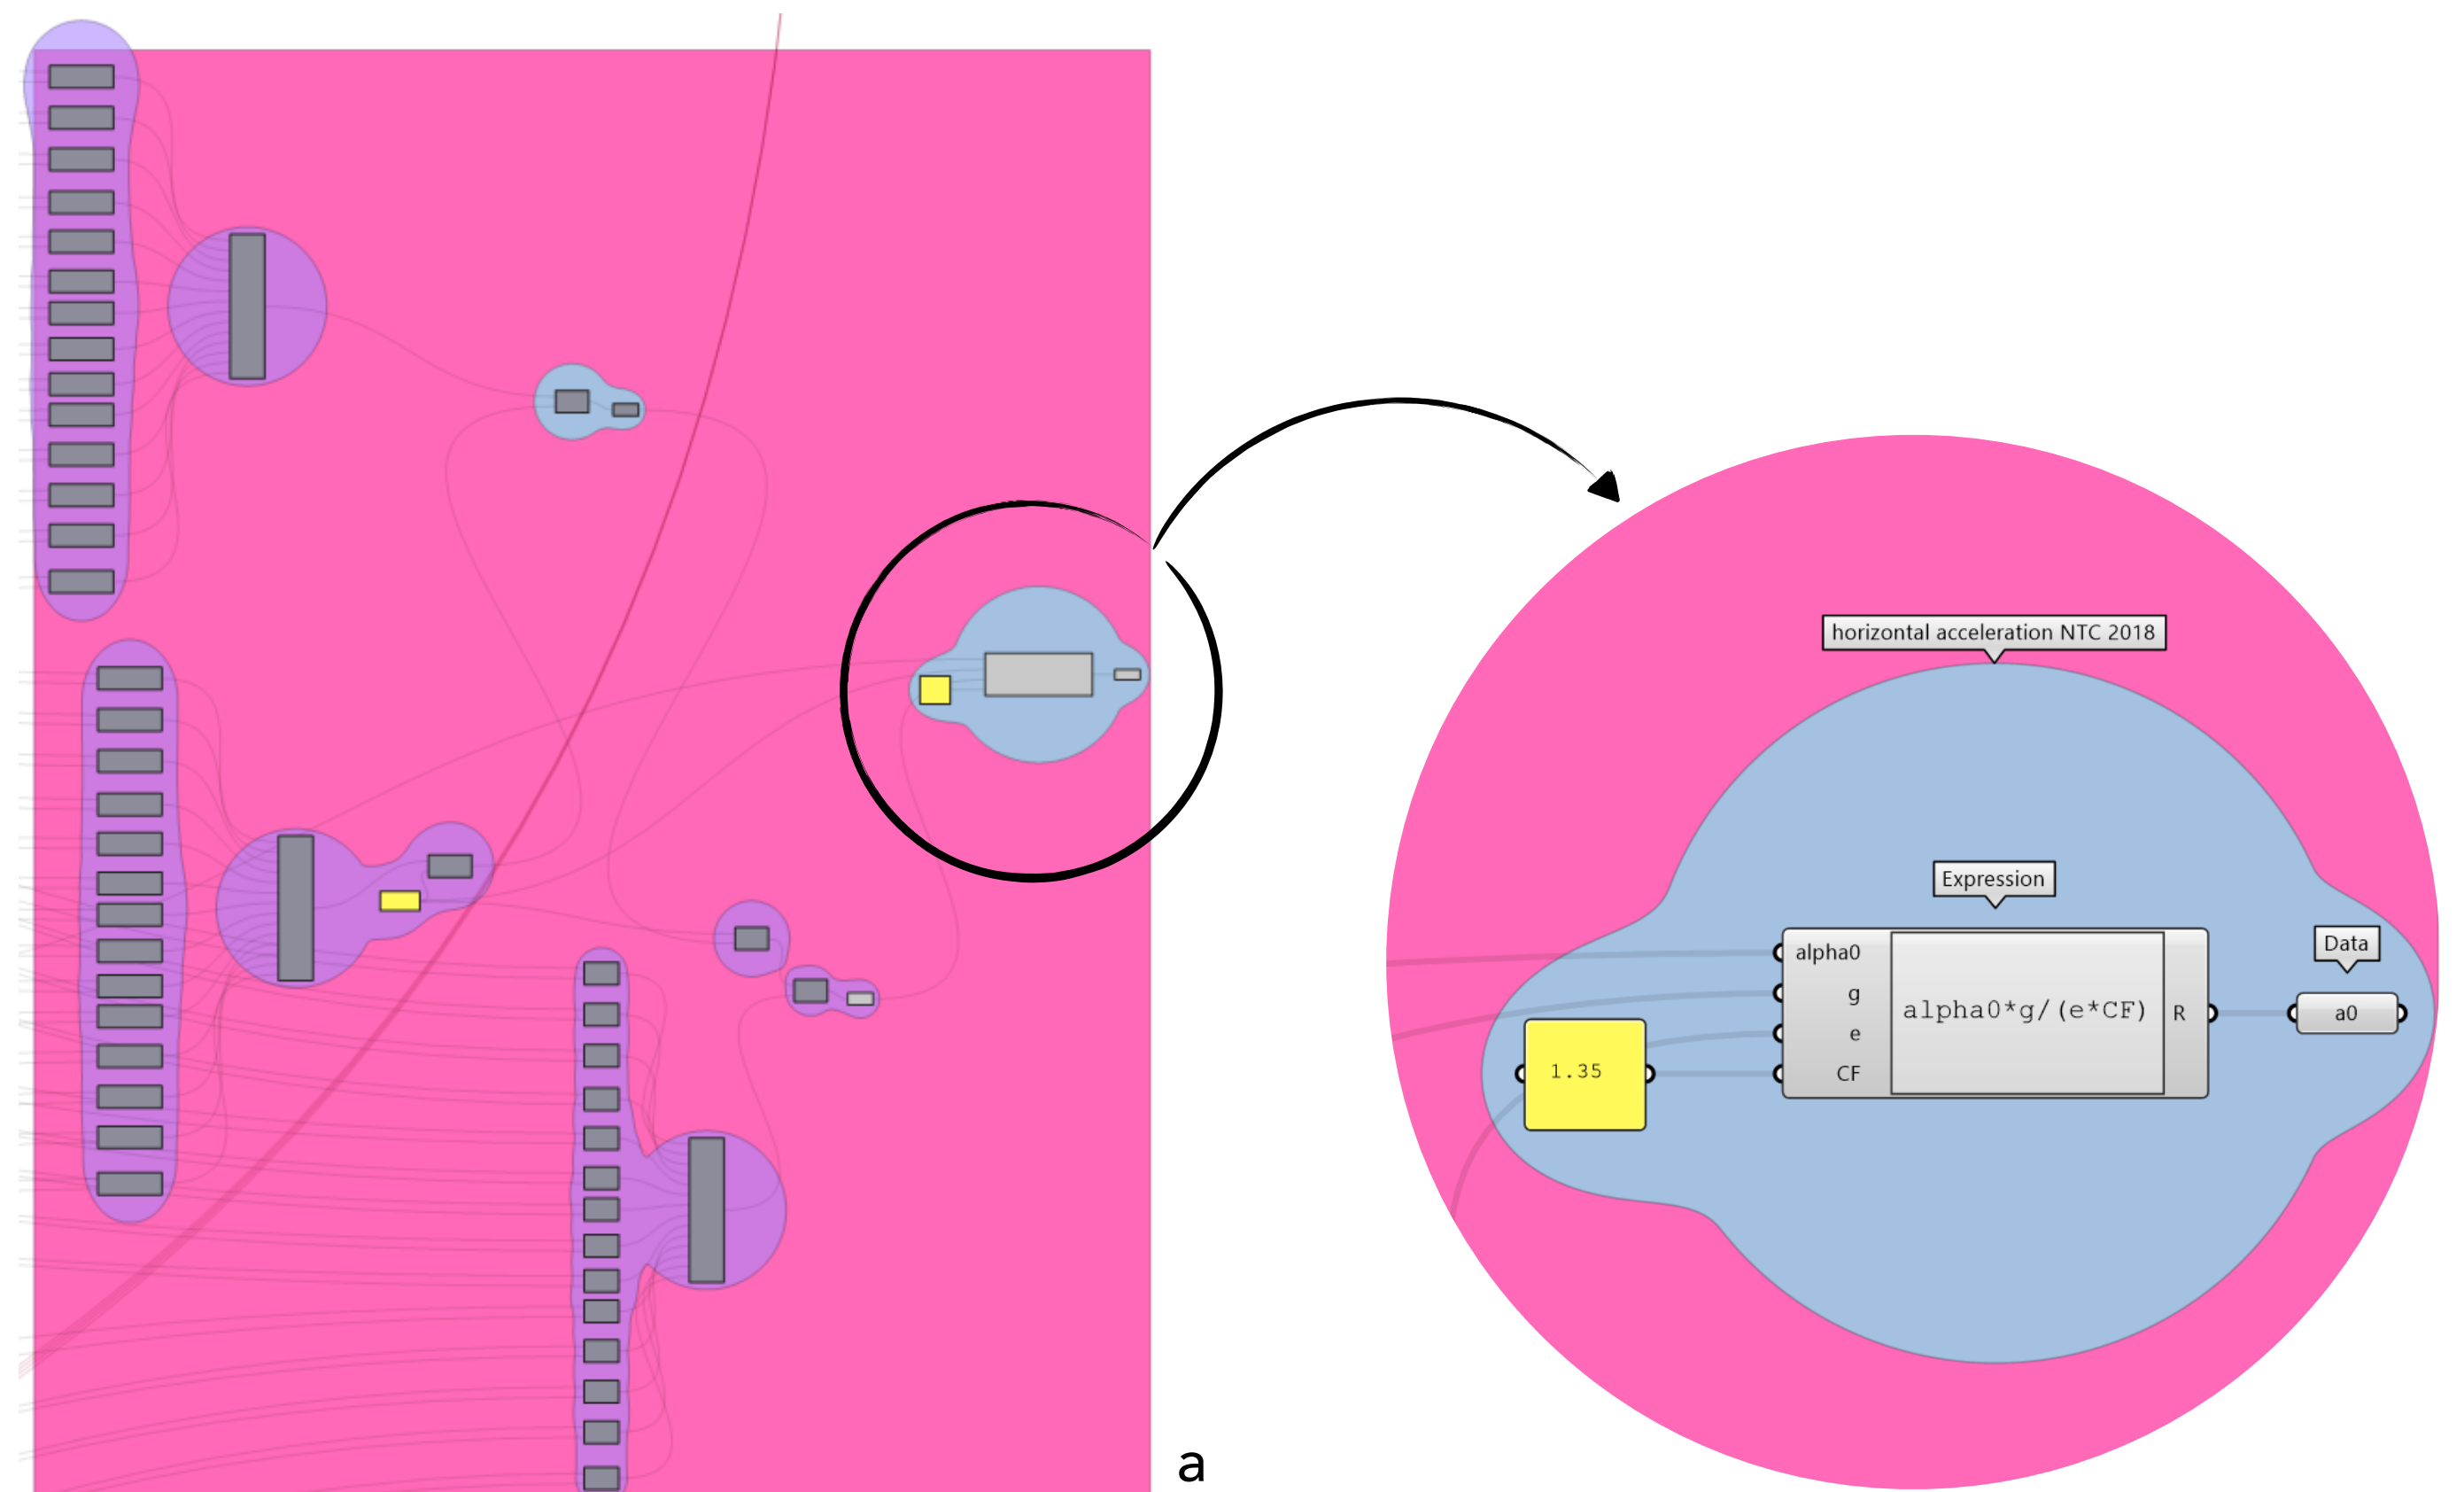 horizontal acceleration NTC 2018
Expression
Data
alpha0
g
e
CF
alpha0*g/(e*CF)
R
a0
1.35
a